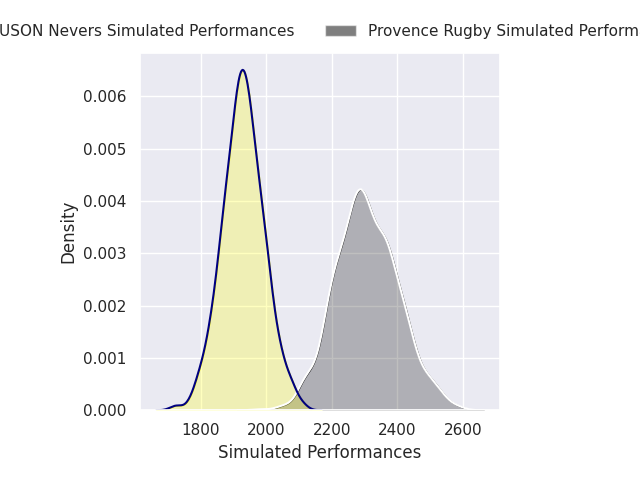 USON Nevers Simulated Performances
Provence Rugby Simulated Perform
0.006
0.005
0.004
0.003
0.002
0.001
0.000
Density
1800 2000 2200 2400 2600
Simulated Performances